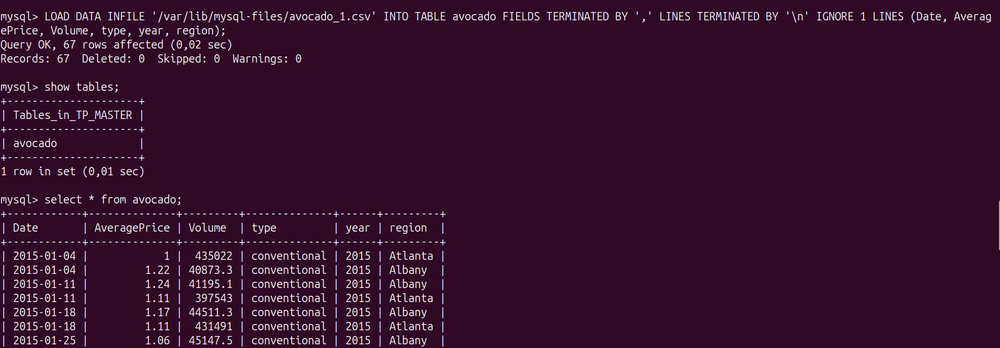 mysql> LOAD DATA INFILE '/var/lib/mysql-files/avocado_1.csv' INTO TABLE avocado FIELDS TERMINATED BY ',' LINES TERMINATED BY '\n' IGNORE 1 LINES (Date, Averag
ePrice, Volume, type, year, region);
Query OK, 67 rows affected (0,02 sec)
Records: 67  Deleted: 0  Skipped: 0  Warnings: 0

mysql> show tables;
+---------------------+
| Tables_in_TP_MASTER |
+---------------------+
| avocado             |
+---------------------+
1 row in set (0,01 sec)

mysql> select * from avocado;
+------------+--------------+---------+--------------+------+---------+
| Date       | AveragePrice | Volume  | type         | year | region  |
+------------+--------------+---------+--------------+------+---------+
| 2015-01-04 |            1 |  435022 | conventional | 2015 | Atlanta |
| 2015-01-04 |         1.22 | 40873.3 | conventional | 2015 | Albany  |
| 2015-01-11 |         1.24 | 41195.1 | conventional | 2015 | Albany  |
| 2015-01-11 |         1.11 |  397543 | conventional | 2015 | Atlanta |
| 2015-01-18 |         1.17 | 44511.3 | conventional | 2015 | Albany  |
| 2015-01-18 |         1.11 |  431491 | conventional | 2015 | Atlanta |
| 2015-01-25 |         1.06 | 45147.5 | conventional | 2015 | Albany  |